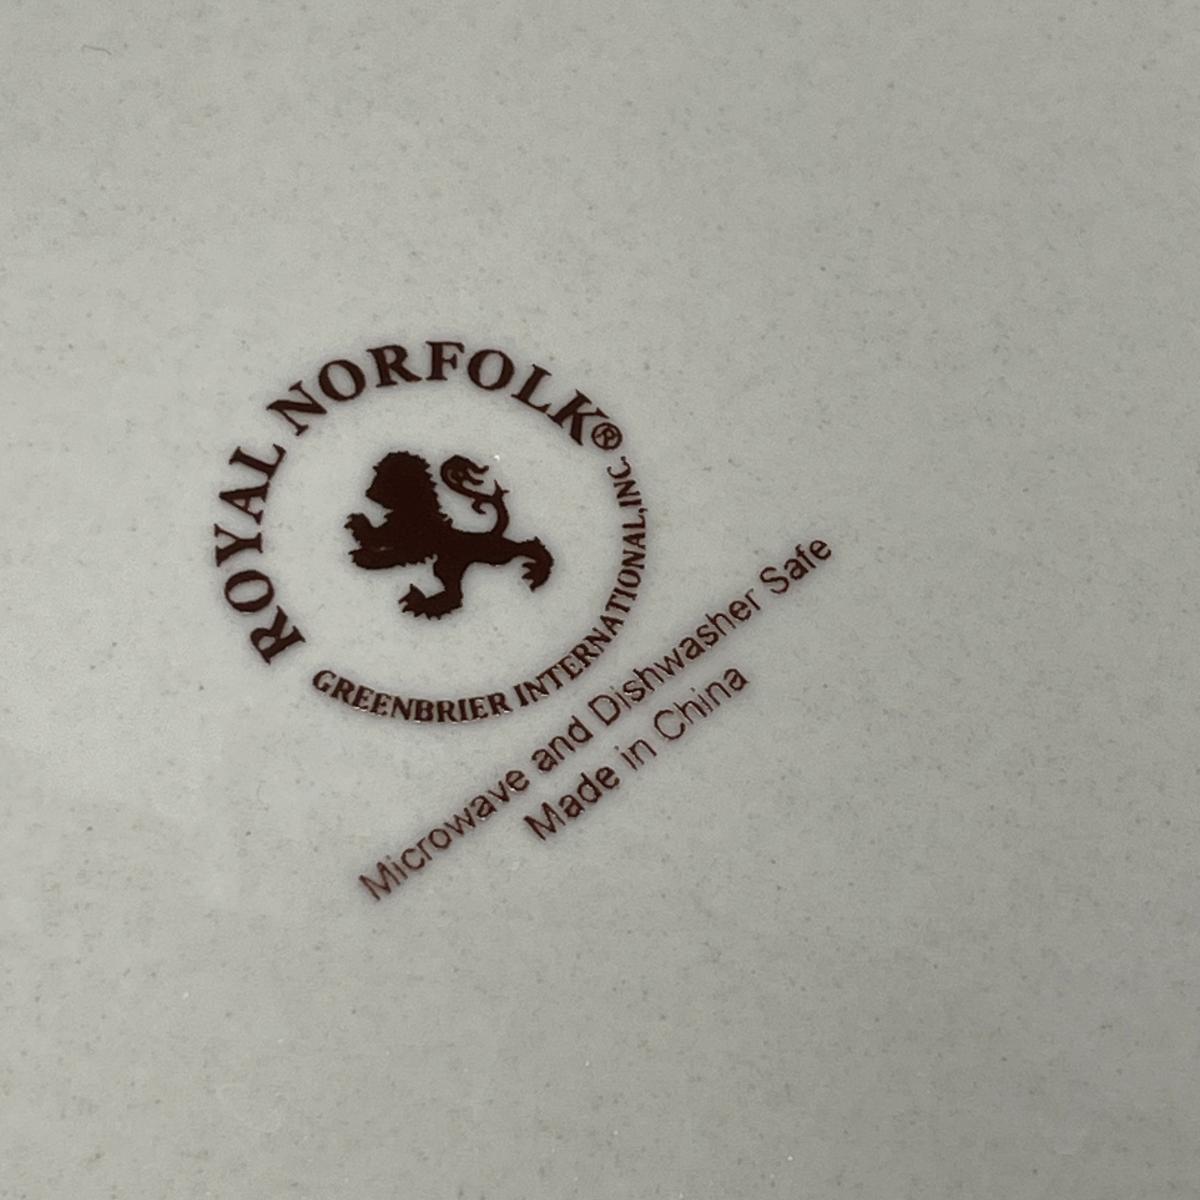 ROYAL NORFOLK®
GREENBRIER INTERNATIONAL,INC.
Microwave and Dishwasher Safe
Made in China